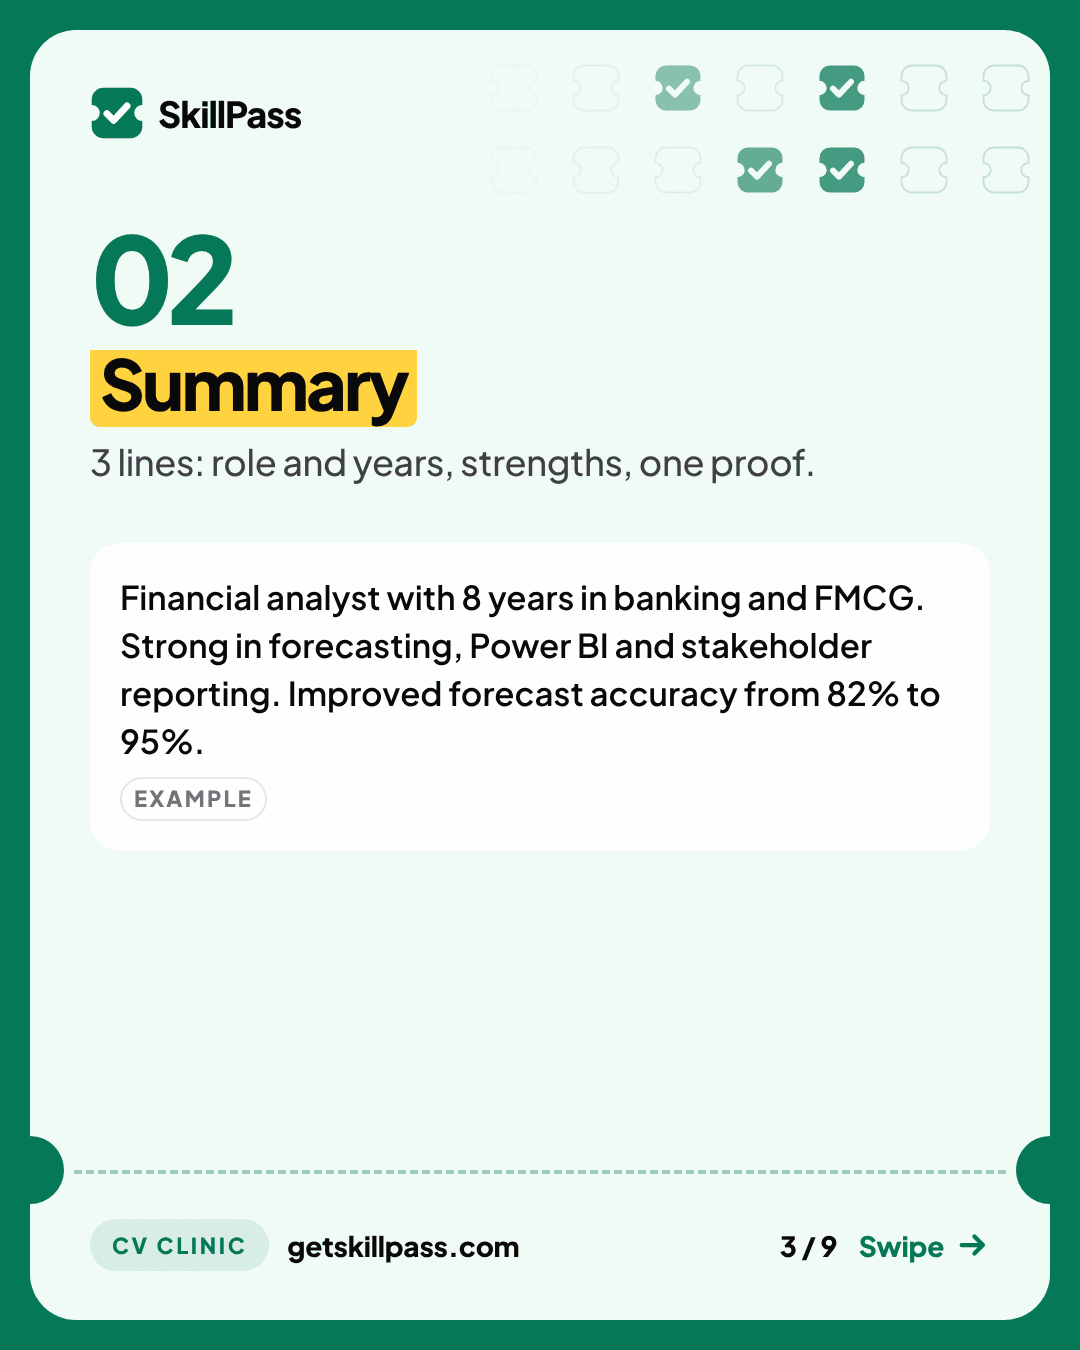 SkillPass
02
Summary
3 lines: role and years, strengths, one proof.
Financial analyst with 8 years in banking and FMCG.
Strong in forecasting, Power BI and stakeholder
reporting. Improved forecast accuracy from 82% to
95%.
EXAMPLE
CV CLINIC getskillpass.com 3 / 9 Swipe →